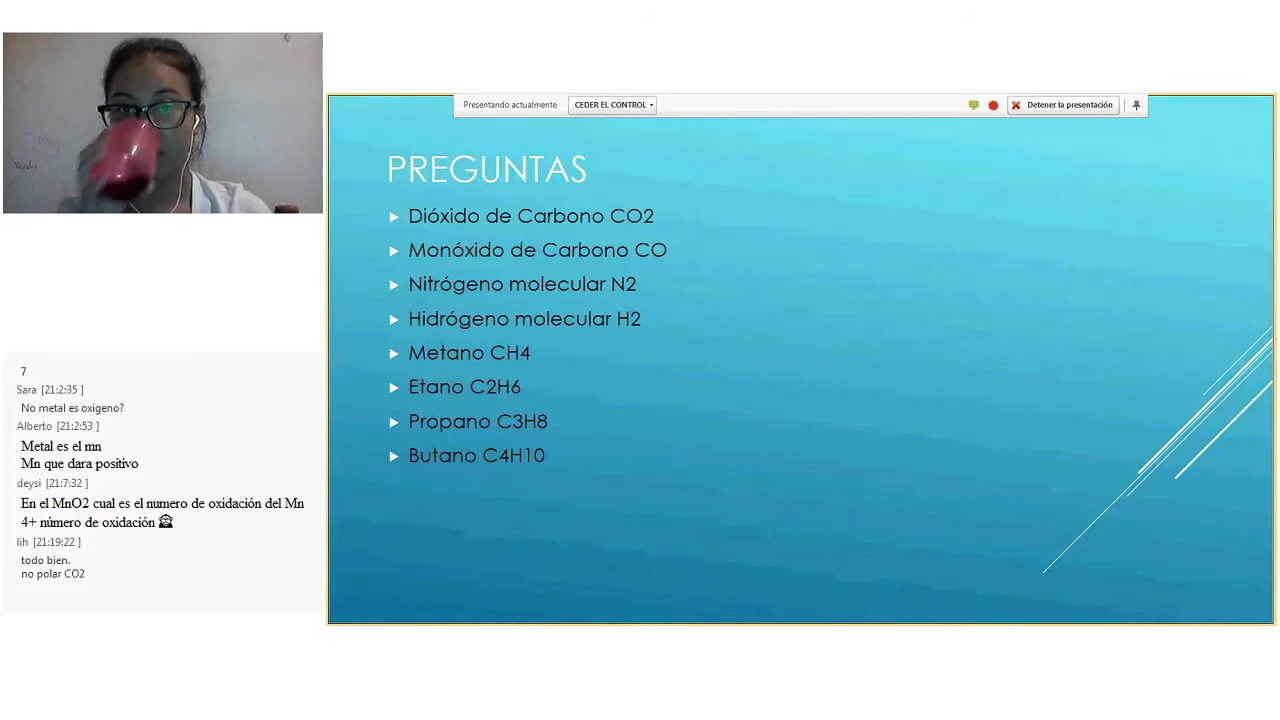 Presentando actualmente
CEDER EL CONTROL
Detener la presentación
PREGUNTAS
Dióxido de Carbono CO2
Monóxido de Carbono CO
Nitrógeno molecular N2
Hidrógeno molecular H2
Metano CH4
Etano C2H6
Propano C3H8
Butano C4H10
7
Sara [21:2:35 ]
No metal es oxigeno?
Alberto [21:2:53 ]
Metal es el mn
Mn que dara positivo
deysi [21:7:32 ]
En el MnO2 cual es el numero de oxidación del Mn
4+ número de oxidación
lih [21:19:22 ]
todo bien.
no polar CO2